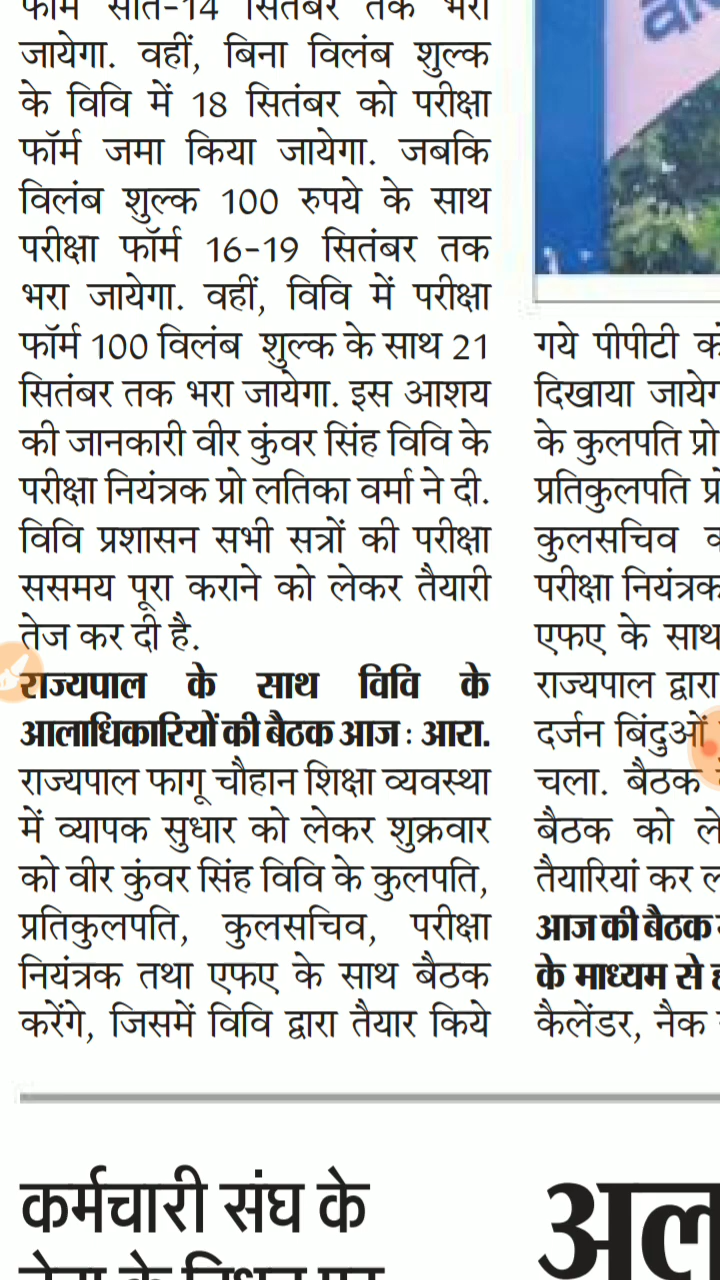 फॉर्म सात-14 सितंबर तक भरा
जायेगा. वहीं, बिना विलंब शुल्क
के विवि में 18 सितंबर को परीक्षा
फॉर्म जमा किया जायेगा. जबकि
विलंब शुल्क 100 रुपये के साथ
परीक्षा फॉर्म 16-19 सितंबर तक
भरा जायेगा. वहीं, विवि में परीक्षा
फॉर्म 100 विलंब शुल्क के साथ 21
सितंबर तक भरा जायेगा. इस आशय
की जानकारी वीर कुंवर सिंह विवि के
परीक्षा नियंत्रक प्रो लतिका वर्मा ने दी.
विवि प्रशासन सभी सत्रों की परीक्षा
ससमय पूरा कराने को लेकर तैयारी
तेज कर दी है.
राज्यपाल के साथ विवि के
आलाधिकारियों की बैठक आज : आरा.
राज्यपाल फागू चौहान शिक्षा व्यवस्था
में व्यापक सुधार को लेकर शुक्रवार
को वीर कुंवर सिंह विवि के कुलपति,
प्रतिकुलपति, कुलसचिव, परीक्षा
नियंत्रक तथा एफए के साथ बैठक
करेंगे, जिसमें विवि द्वारा तैयार किये
गये पीपीटी
दिखाया
के कुलपति
प्रतिकुलपति
कुलसचिव
परीक्षा नियंत्रक
एफए के साथ
राज्यपाल द्वारा
दर्जन बिंदुओं
चला. बैठक
बैठक को
तैयारियां कर
आज की बैठक
के माध्यम से
कैलेंडर, नैक
कर्मचारी संघ के